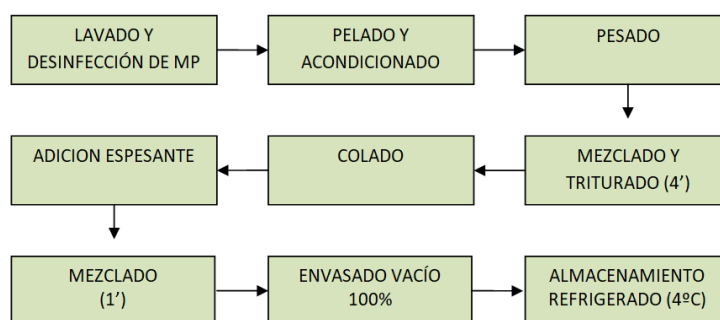 LAVADO Y
DESINFECCIÓN DE MP
PELADO Y
ACONDICIONADO
PESADO
ADICION ESPESANTE
COLADO
MEZCLADO Y
TRITURADO (4’)
MEZCLADO
(1’)
ENVASADO VACÍO
100%
ALMACENAMIENTO
REFRIGERADO (4ºC)